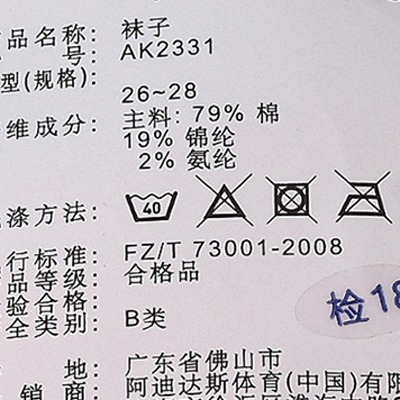 品名称: 袜子
号: AK2331
型(规格):
26~28
维成分: 主料: 79% 棉
19% 锦纶
2% 氨纶
涤方法: 40
行标准: FZ/T 73001-2008
品等级: 合格品
验合格:
全类别: B类
检18
地: 广东省佛山市
销 商: 阿迪达斯体育(中国)有限